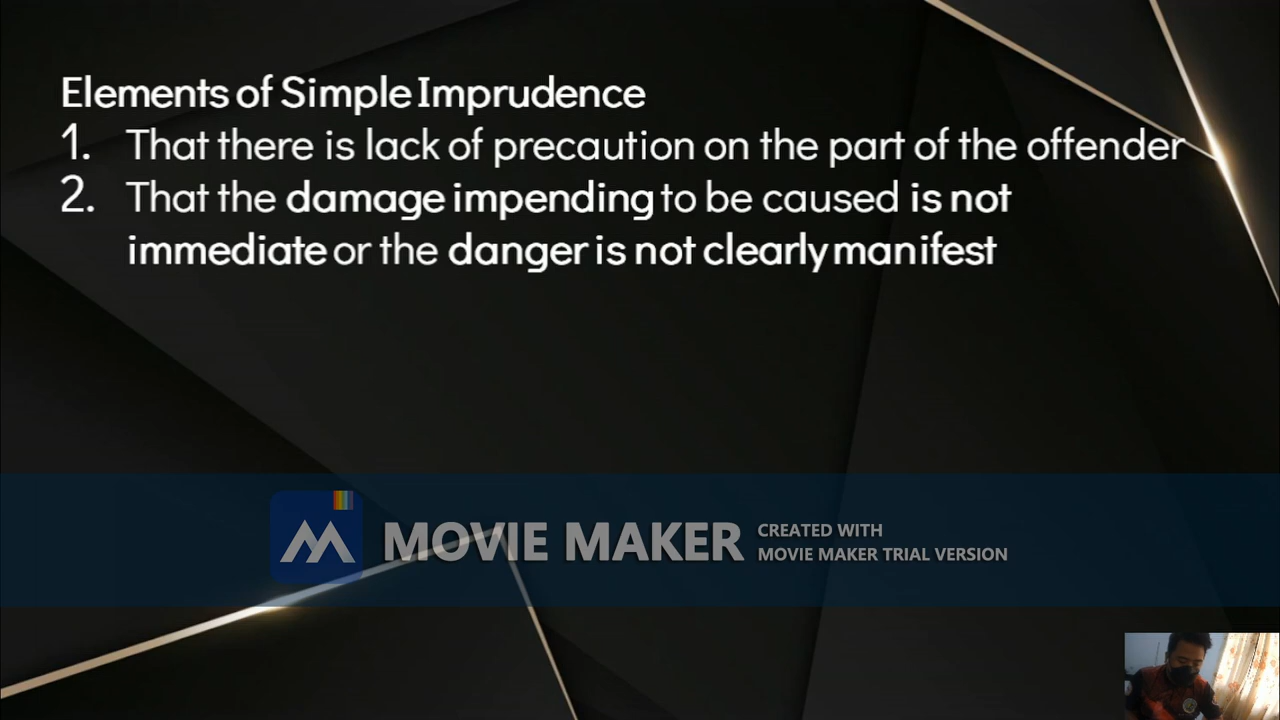 Elements of Simple Imprudence
1. That there is lack of precaution on the part of the offender
2. That the damage impending to be caused is not
immediate or the danger is not clearly manifest
MOVIE MAKER
CREATED WITH
MOVIE MAKER TRIAL VERSION